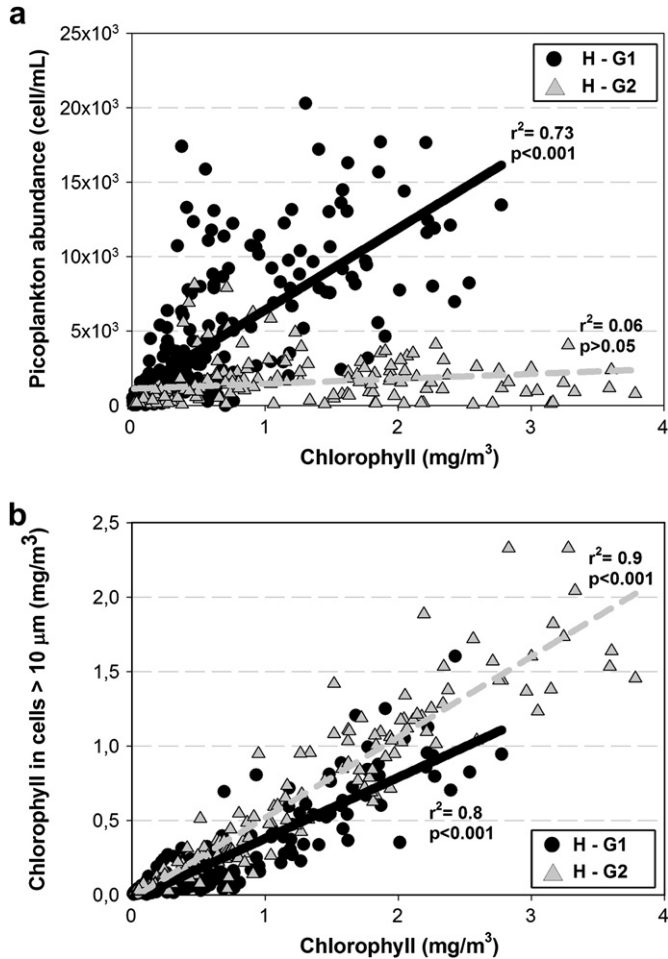 a
Picoplankton abundance (cell/mL)
25x10³
20x10³
15x10³
10x10³
5x10³
0
H - G1
H - G2
r²= 0.73
p<0.001
r²= 0.06
p>0.05
0 1 2 3 4
Chlorophyll (mg/m³)
b
Chlorophyll in cells > 10 µm (mg/m³)
2,5
2,0
1,5
1,0
0,5
0,0
r²= 0.9
p<0.001
r²= 0.8
p<0.001
H - G1
H - G2
0 1 2 3 4
Chlorophyll (mg/m³)